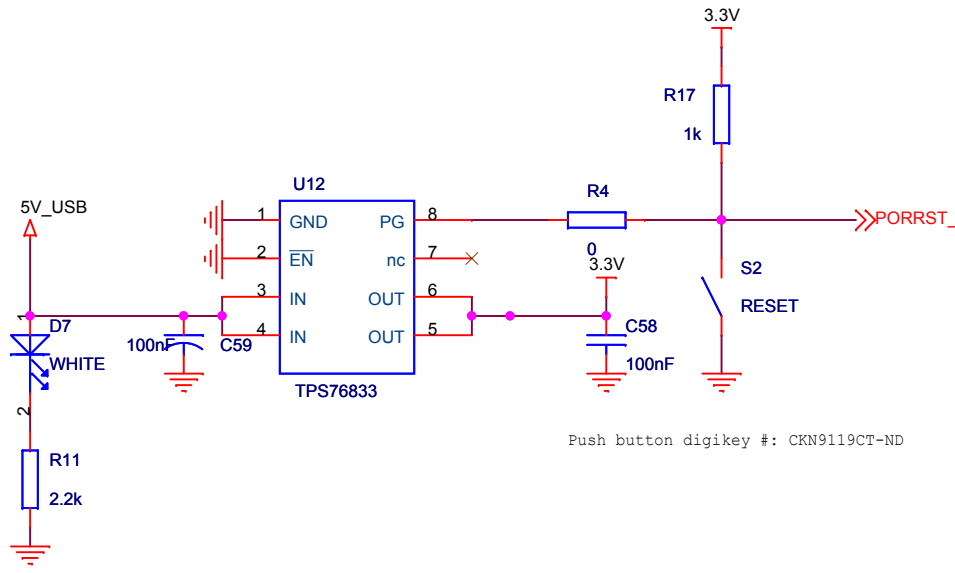 3.3V
R17
1k
U12
R4
5V_USB
1
GND
PG
8
PORRST_
2
EN
nc
7
0
3.3V
S2
3
IN
OUT
6
RESET
1
D7
100nF
C59
4
IN
OUT
5
C58
WHITE
100nF
TPS76833
2
Push button digikey #: CKN9119CT-ND
R11
2.2k